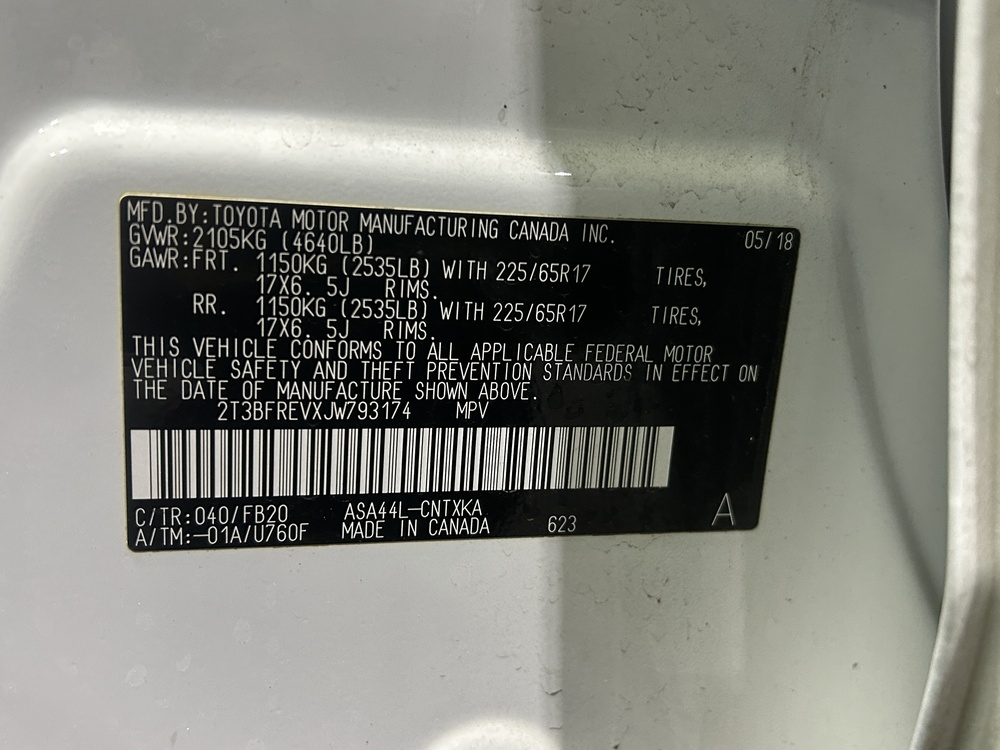 MFD.BY:TOYOTA MOTOR MANUFACTURING CANADA INC. 05/18
GVWR:2105KG (4640LB)
GAWR:FRT. 1150KG (2535LB) WITH 225/65R17 TIRES,
17X6. 5J RIMS.
RR. 1150KG (2535LB) WITH 225/65R17 TIRES,
17X6. 5J RIMS.
THIS VEHICLE CONFORMS TO ALL APPLICABLE FEDERAL MOTOR
VEHICLE SAFETY AND THEFT PREVENTION STANDARDS IN EFFECT ON
THE DATE OF MANUFACTURE SHOWN ABOVE.
2T3BFREVXJW793174 MPV
C/TR:040/FB20 ASA44L-CNTXKA
A/TM:-01A/U760F MADE IN CANADA 623 A